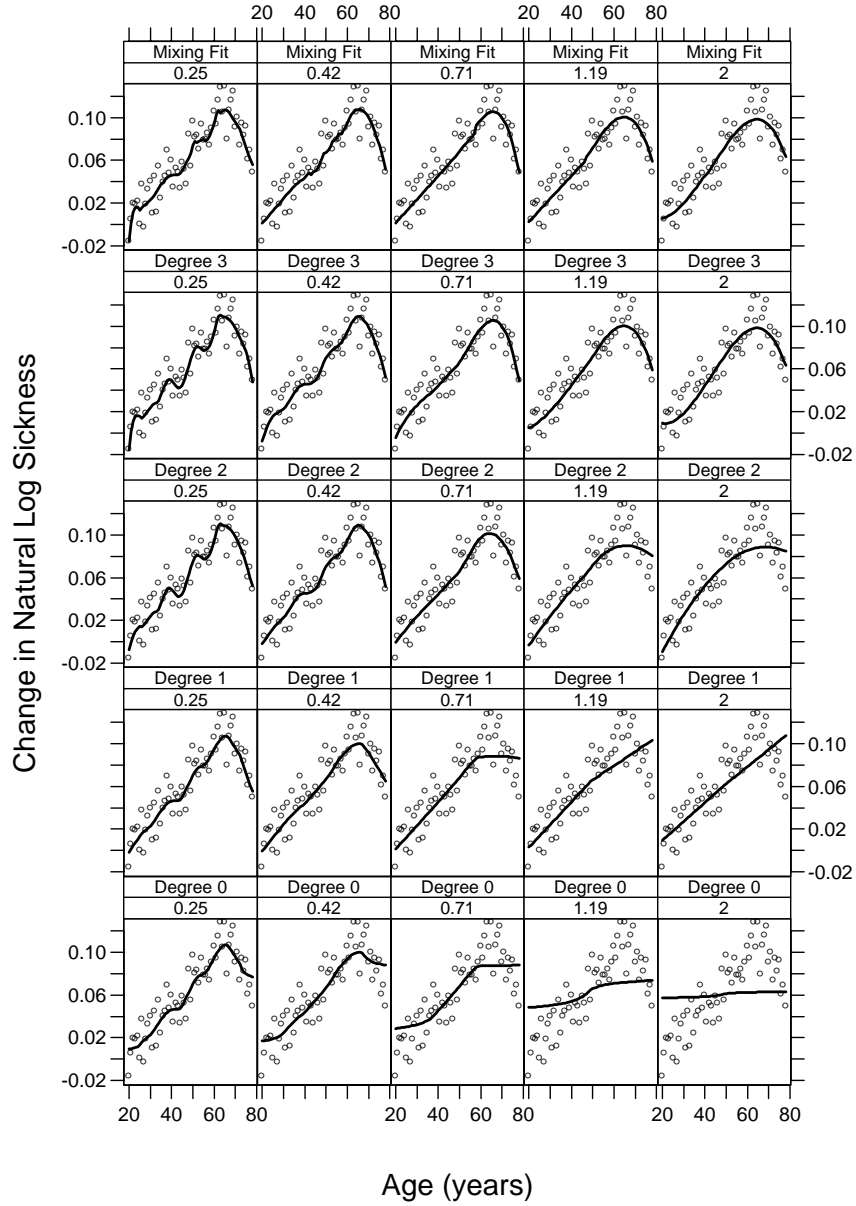 20 40 60 80
Mixing Fit Mixing Fit Mixing Fit Mixing Fit Mixing Fit
0.25 0.42 0.71 1.19 2
0.10
0.06
0.02
-0.02
Degree 3 Degree 3 Degree 3 Degree 3 Degree 3
0.25 0.42 0.71 1.19 2
0.10
0.06
0.02
-0.02
Degree 2 Degree 2 Degree 2 Degree 2 Degree 2
0.25 0.42 0.71 1.19 2
0.10
0.06
0.02
-0.02
Degree 1 Degree 1 Degree 1 Degree 1 Degree 1
0.25 0.42 0.71 1.19 2
0.10
0.06
0.02
-0.02
Degree 0 Degree 0 Degree 0 Degree 0 Degree 0
0.25 0.42 0.71 1.19 2
0.10
0.06
0.02
-0.02
20 40 60 80 20 40 60 80
20 40 60 80 20 40 60 80
Change in Natural Log Sickness
Age (years)